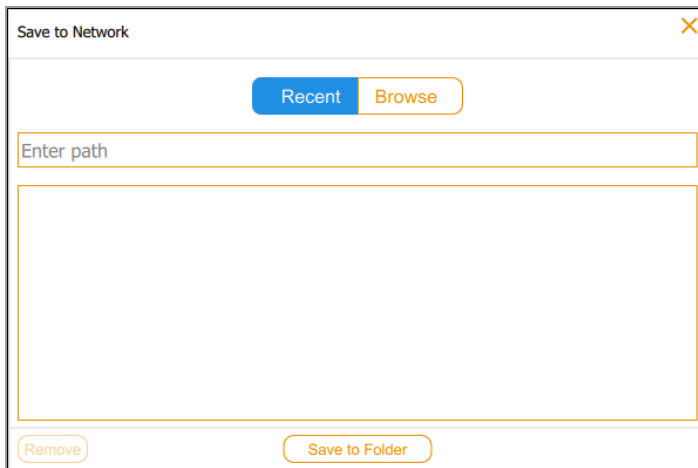 Save to Network
Recent Browse
Enter path
Remove Save to Folder